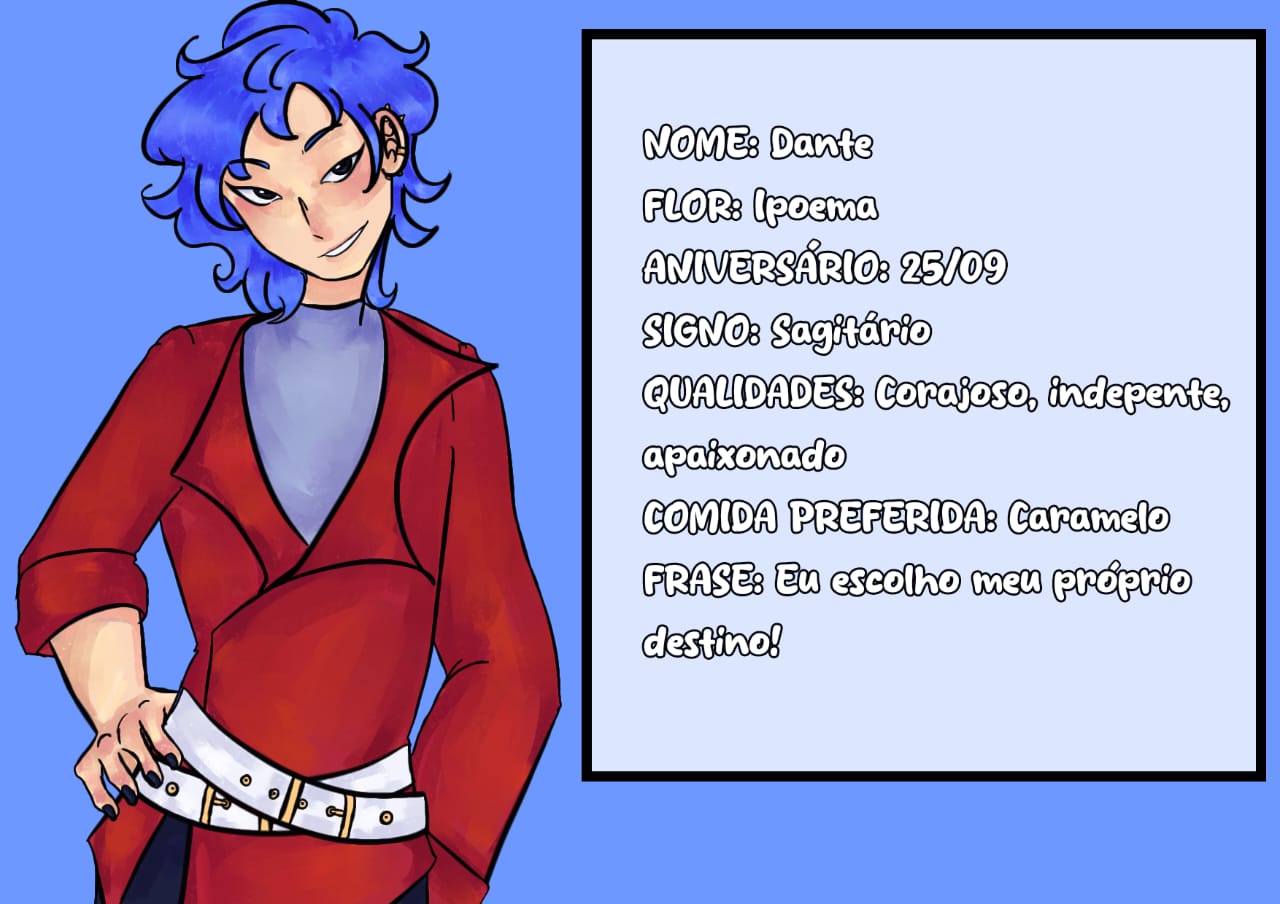 NOME: Dante
FLOR: Ipoema
ANIVERSÁRIO: 25/09
SIGNO: Sagitário
QUALIDADES: Corajoso, indepente,
apaixonado
COMIDA PREFERIDA: Caramelo
FRASE: Eu escolho meu próprio
destino!